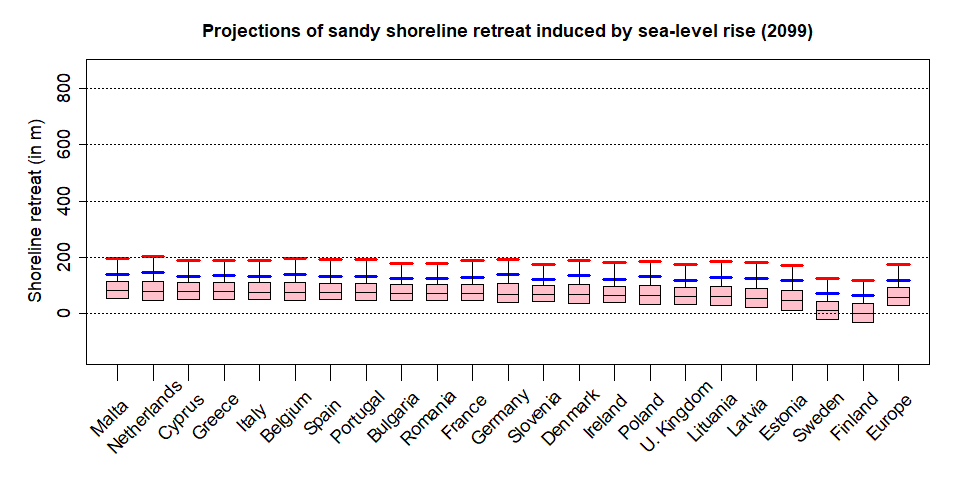 Projections of sandy shoreline retreat induced by sea-level rise (2099)
Shoreline retreat (in m)
800
600
400
200
0
Malta
Netherlands
Cyprus
Greece
Italy
Belgium
Spain
Portugal
Bulgaria
Romania
France
Germany
Slovenia
Denmark
Ireland
Poland
U. Kingdom
Lituania
Latvia
Estonia
Sweden
Finland
Europe